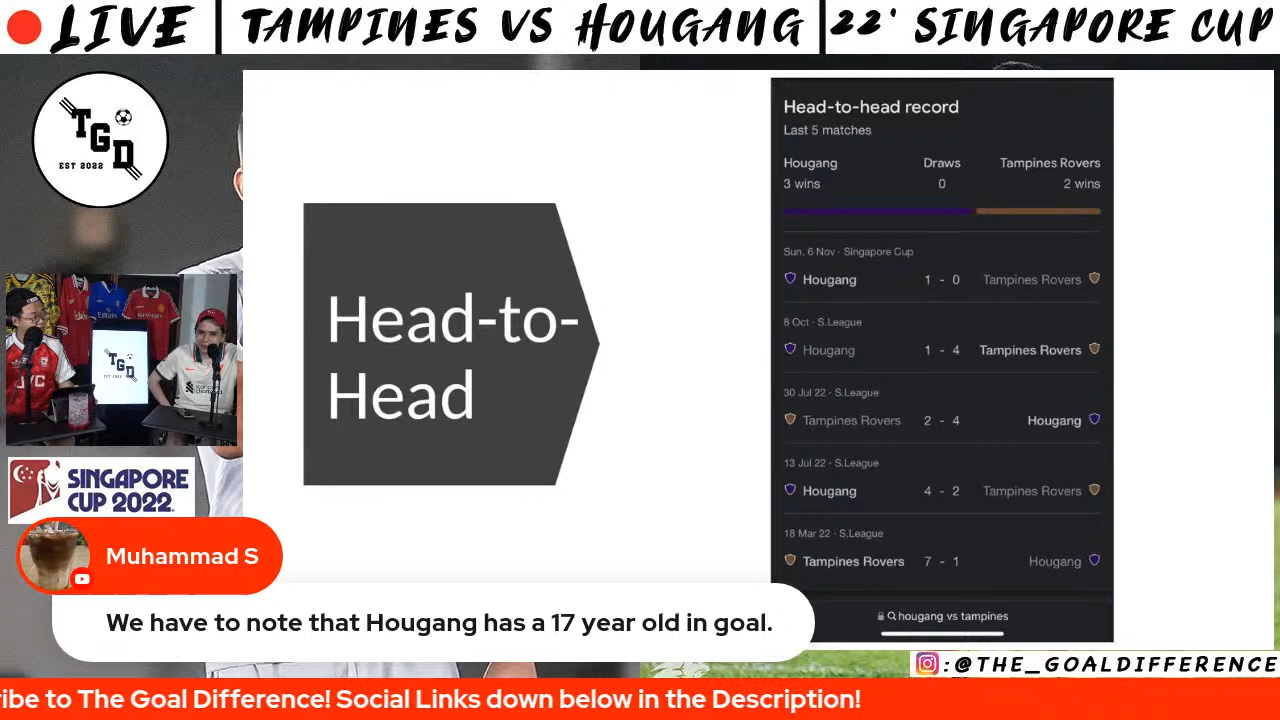 LIVE
TAMPINES VS HOUGANG
22' SINGAPORE CUP
TGD
EST 2022
Head-to-
Head
Head-to-head record
Last 5 matches
Hougang Draws Tampines Rovers
3 wins 0 2 wins
Sun, 6 Nov · Singapore Cup
Hougang 1 - 0 Tampines Rovers
8 Oct · S.League
Hougang 1 - 4 Tampines Rovers
30 Jul 22 · S.League
Tampines Rovers 2 - 4 Hougang
13 Jul 22 · S.League
Hougang 4 - 2 Tampines Rovers
18 Mar 22 · S.League
Tampines Rovers 7 - 1 Hougang
hougang vs tampines
TGD
SINGAPORE
CUP 2022
Muhammad S
We have to note that Hougang has a 17 year old in goal.
:@THE_GOALDIFFERENCE
ribe to The Goal Difference! Social Links down below in the Description!